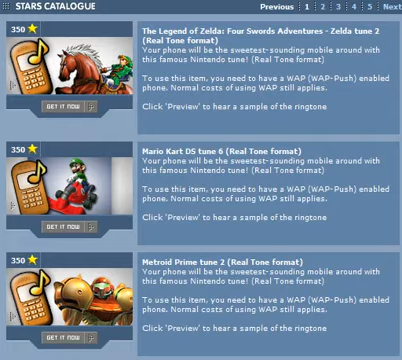 STARS CATALOGUE
Previous | 1 | 2 | 3 | 4 | 5 | Next
350
The Legend of Zelda: Four Swords Adventures - Zelda tune 2
(Real Tone format)
Your phone will be the sweetest-sounding mobile around with
this famous Nintendo tune! (Real Tone format)
To use this item, you need to have a WAP (WAP-Push) enabled
phone. Normal costs of using WAP still applies.
Click 'Preview' to hear a sample of the ringtone
GET IT NOW
350
Mario Kart DS tune 6 (Real Tone format)
Your phone will be the sweetest-sounding mobile around with
this famous Nintendo tune! (Real Tone format)
To use this item, you need to have a WAP (WAP-Push) enabled
phone. Normal costs of using WAP still applies.
Click 'Preview' to hear a sample of the ringtone
GET IT NOW
350
Metroid Prime tune 2 (Real Tone format)
Your phone will be the sweetest-sounding mobile around with
this famous Nintendo tune! (Real Tone format)
To use this item, you need to have a WAP (WAP-Push) enabled
phone. Normal costs of using WAP still applies.
Click 'Preview' to hear a sample of the ringtone
GET IT NOW